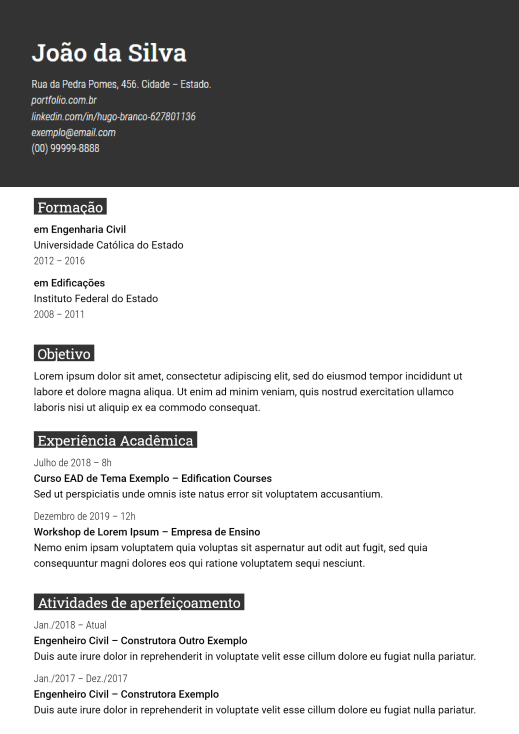 João da Silva
Rua da Pedra Pomes, 456. Cidade – Estado.
portfolio.com.br
linkedin.com/in/hugo-branco-627801136
exemplo@email.com
(00) 99999-8888
Formação
em Engenharia Civil
Universidade Católica do Estado
2012 – 2016
em Edificações
Instituto Federal do Estado
2008 – 2011
Objetivo
Lorem ipsum dolor sit amet, consectetur adipiscing elit, sed do eiusmod tempor incididunt ut
labore et dolore magna aliqua. Ut enim ad minim veniam, quis nostrud exercitation ullamco
laboris nisi ut aliquip ex ea commodo consequat.
Experiência Acadêmica
Julho de 2018 – 8h
Curso EAD de Tema Exemplo – Edification Courses
Sed ut perspiciatis unde omnis iste natus error sit voluptatem accusantium.
Dezembro de 2019 – 12h
Workshop de Lorem Ipsum – Empresa de Ensino
Nemo enim ipsam voluptatem quia voluptas sit aspernatur aut odit aut fugit, sed quia
consequuntur magni dolores eos qui ratione voluptatem sequi nesciunt.
Atividades de aperfeiçoamento
Jan./2018 – Atual
Engenheiro Civil – Construtora Outro Exemplo
Duis aute irure dolor in reprehenderit in voluptate velit esse cillum dolore eu fugiat nulla pariatur.
Jan./2017 – Dez./2017
Engenheiro Civil – Construtora Exemplo
Duis aute irure dolor in reprehenderit in voluptate velit esse cillum dolore eu fugiat nulla pariatur.